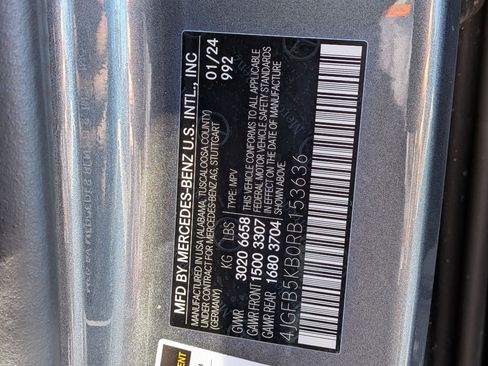 MFD BY MERCEDES-BENZ U.S. INTL., INC
MANUFACTURED IN USA (ALABAMA, TUSCALOOSA COUNTY)
UNDER CONTRACT FOR MERCEDES-BENZ AG, STUTTGART
(GERMANY)
01/24
992
KG LBS
TYPE: MPV
GVWR 3020 6658
GAWR FRONT 1500 3307
GAWR REAR 1680 3704
THIS VEHICLE CONFORMS TO ALL APPLICABLE
FEDERAL MOTOR VEHICLE SAFETY STANDARDS
IN EFFECT ON THE DATE OF MANUFACTURE
SHOWN ABOVE.
4JGFB5KB0RB153636